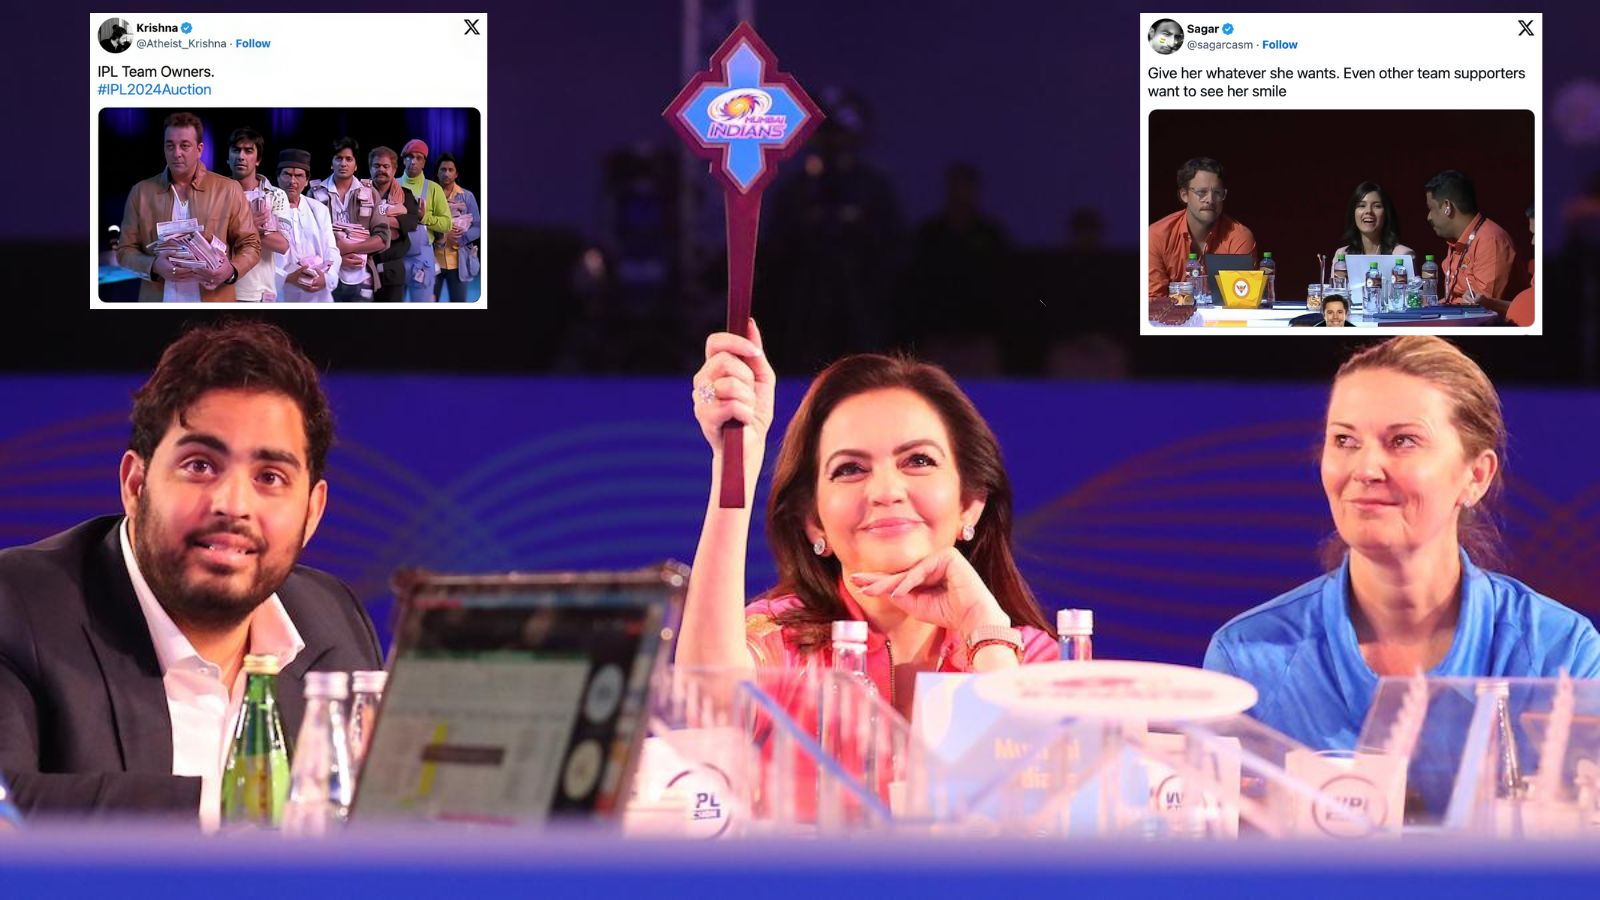 Krishna
@Atheist_Krishna · Follow
IPL Team Owners.
#IPL2024Auction
Sagar
@sagarcasm · Follow
Give her whatever she wants. Even other team supporters
want to see her smile
MUMBAI
INDIANS
WPL